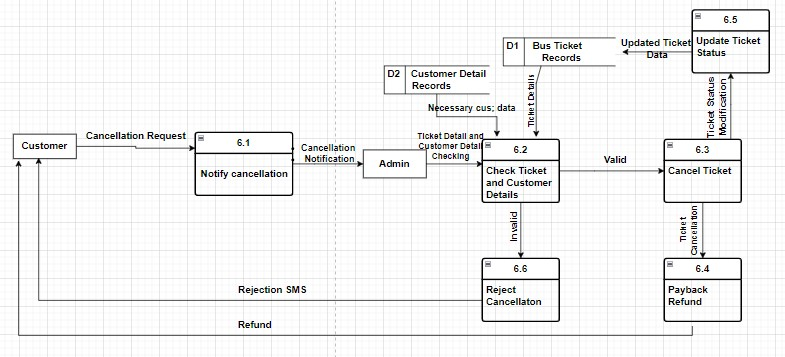 6.5
Update Ticket
Status
Updated Ticket
Data
D1
Bus Ticket
Records
D2
Customer Detail
Records
Necessary cus; data
Ticket Details
Ticket Status
Modification
Customer
Cancellation Request
6.1
Notify cancellation
Cancellation
Notification
Admin
Ticket Detail and
Customer Detail
Checking
6.2
Check Ticket
and Customer
Details
Valid
6.3
Cancel Ticket
Invalid
Ticket
Cancellation
6.6
Reject
Cancellaton
6.4
Payback
Refund
Rejection SMS
Refund